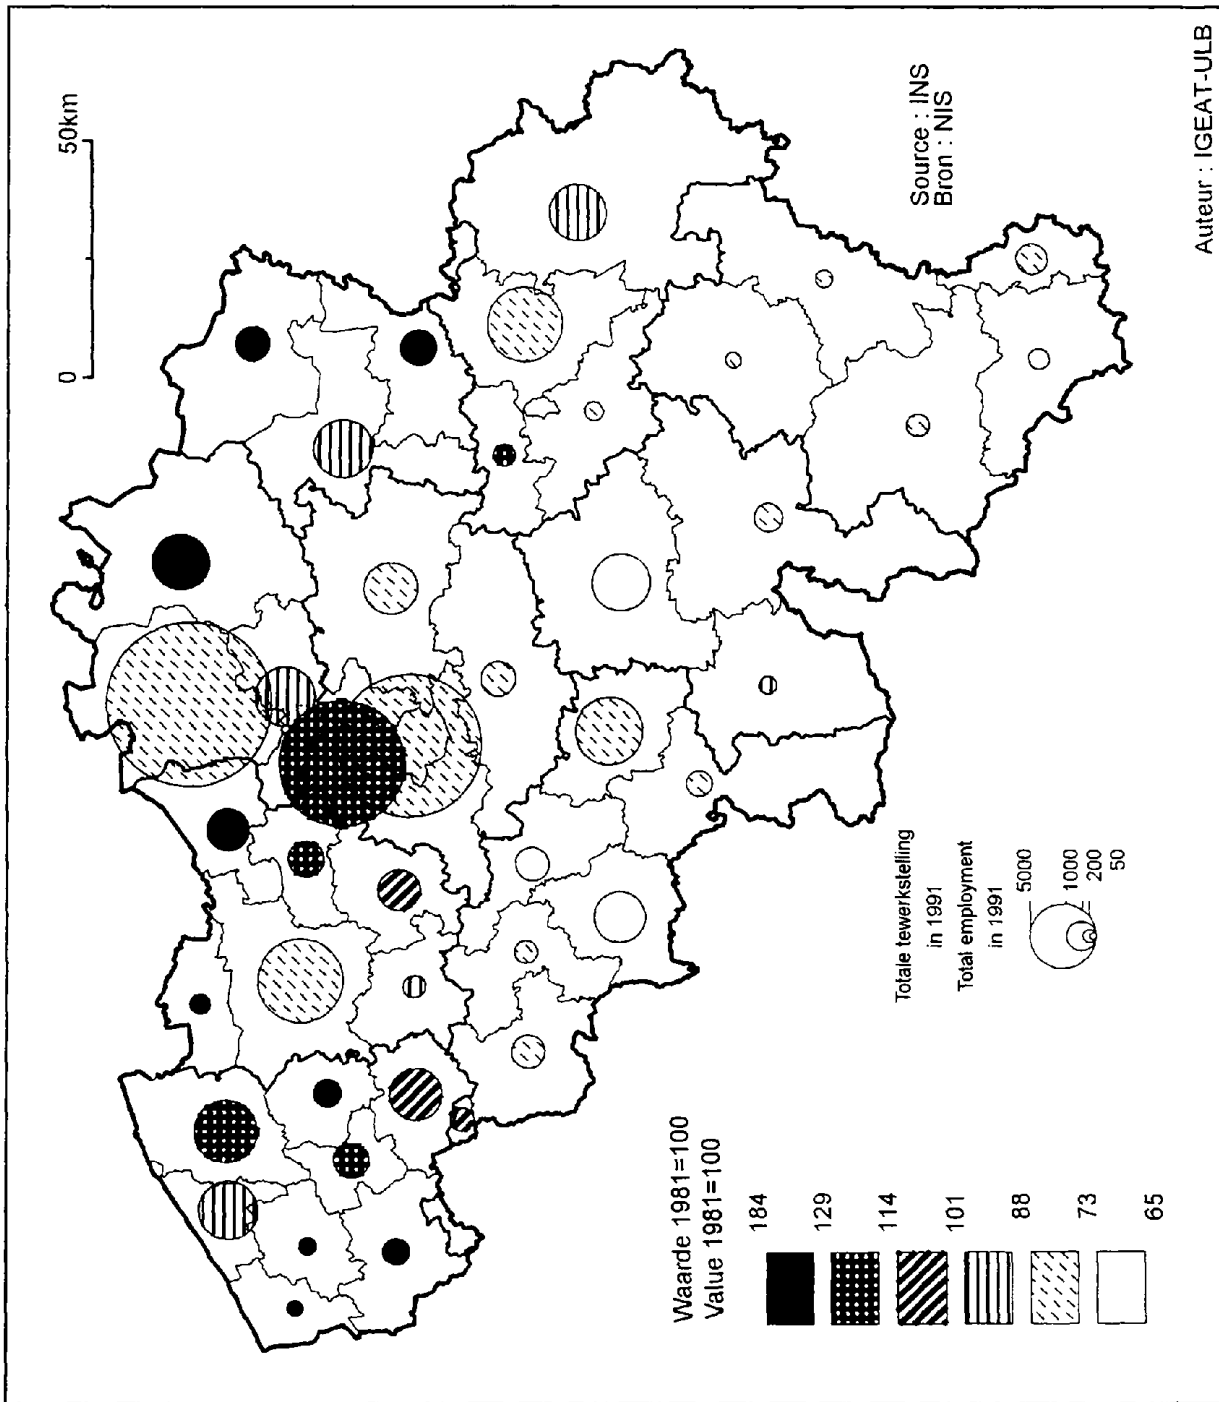 0
50km
Source : INS
Bron : NIS
Auteur : IGEAT-ULB
Waarde 1981=100
Value 1981=100
184
129
114
101
88
73
65
Totale tewerkstelling
in 1991
Total employment
in 1991
5000
1000
200
50